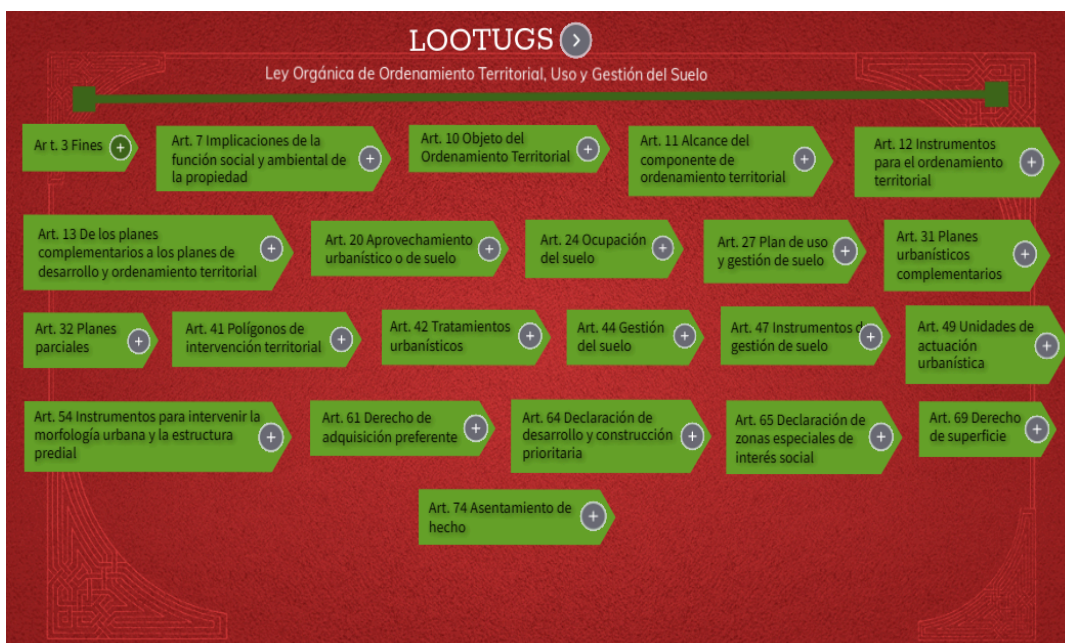 LOOTUGS
Ley Orgánica de Ordenamiento Territorial, Uso y Gestión del Suelo
Ar t. 3 Fines
Art. 7 Implicaciones de la
función social y ambiental de
la propiedad
Art. 10 Objeto del
Ordenamiento Territorial
Art. 11 Alcance del
componente de
ordenamiento territorial
Art. 12 Instrumentos
para el ordenamiento
territorial
Art. 13 De los planes
complementarios a los planes de
desarrollo y ordenamiento territorial
Art. 20 Aprovechamiento
urbanístico o de suelo
Art. 24 Ocupación
del suelo
Art. 27 Plan de uso
y gestión de suelo
Art. 31 Planes
urbanísticos
complementarios
Art. 32 Planes
parciales
Art. 41 Polígonos de
intervención territorial
Art. 42 Tratamientos
urbanísticos
Art. 44 Gestión
del suelo
Art. 47 Instrumentos d
gestión de suelo
Art. 49 Unidades de
actuación
urbanística
Art. 54 Instrumentos para intervenir la
morfología urbana y la estructura
predial
Art. 61 Derecho de
adquisición preferente
Art. 64 Declaración de
desarrollo y construcción
prioritaria
Art. 65 Declaración de
zonas especiales de
interés social
Art. 69 Derecho
de superficie
Art. 74 Asentamiento de
hecho